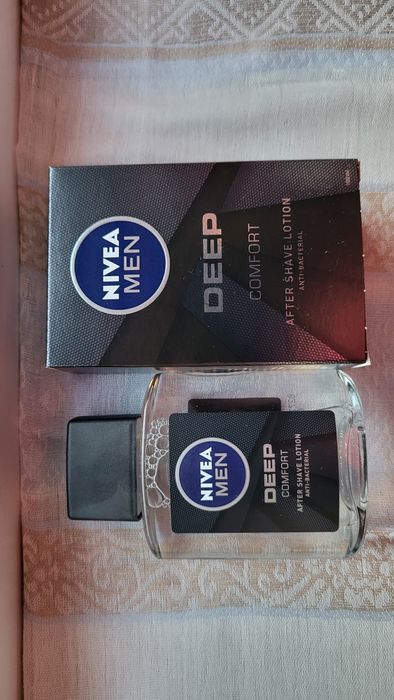 NIVEA
MEN
DEEP
COMFORT
AFTER SHAVE LOTION
ANTI-BACTERIAL
NIVEA
MEN
DEEP
COMFORT
AFTER SHAVE LOTION
ANTI-BACTERIAL